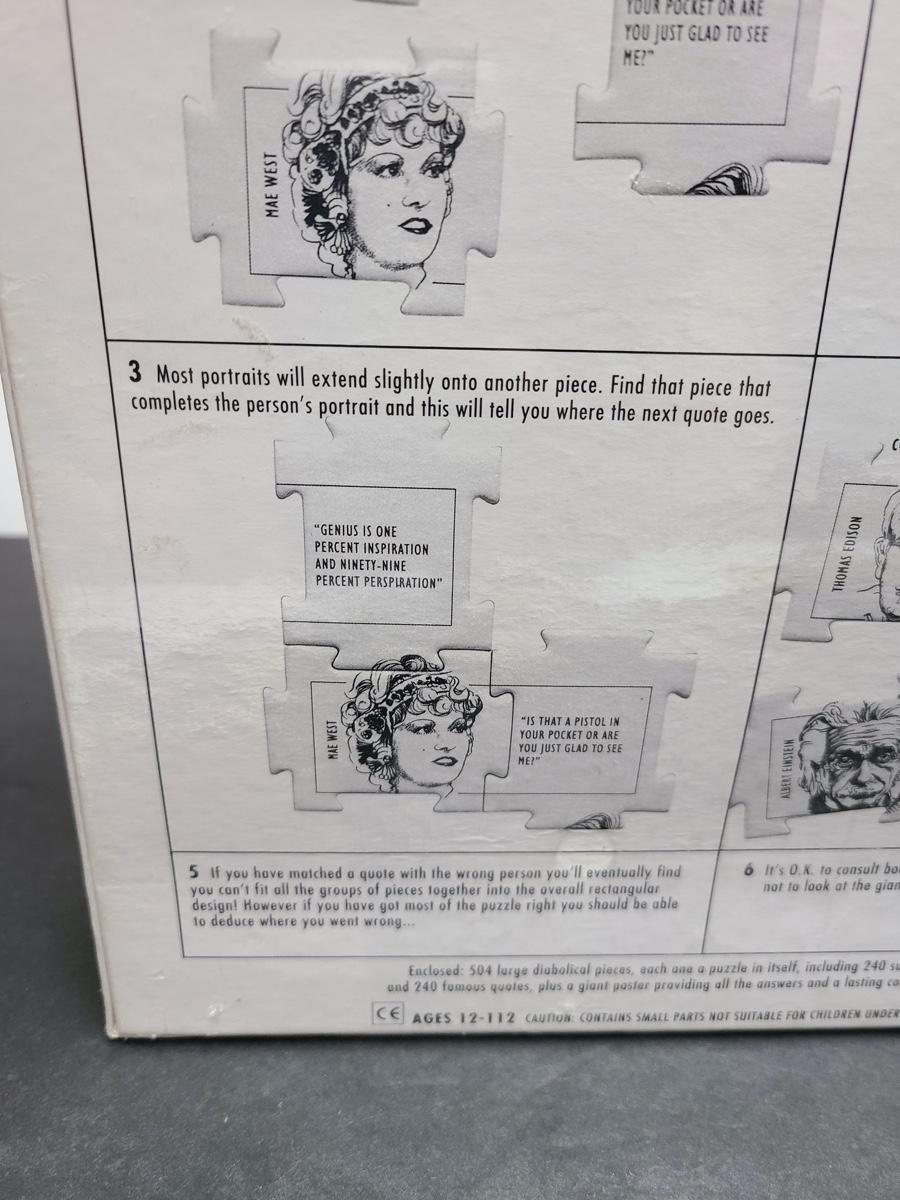 YOUR POCKET OR ARE
YOU JUST GLAD TO SEE
ME?"
MAE WEST
3 Most portraits will extend slightly onto another piece. Find that piece that
completes the person's portrait and this will tell you where the next quote goes.
"GENIUS IS ONE
PERCENT INSPIRATION
AND NINETY-NINE
PERCENT PERSPIRATION"
MAE WEST
"IS THAT A PISTOL IN
YOUR POCKET OR ARE
YOU JUST GLAD TO SEE
ME?"
THOMAS EDISON
ALBERT EINSTEIN
5 If you have matched a quote with the wrong person you'll eventually find
you can't fit all the groups of pieces together into the overall rectangular
design! However if you have got most of the puzzle right you should be able
to deduce where you went wrong...
6 It's O.K. to consult
not to look at the
Enclosed: 504 large diabolical pieces, each one a puzzle in itself, including 240
and 240 famous quotes, plus a giant poster providing all the answers and a lasting
CE AGES 12-112 CAUTION: CONTAINS SMALL PARTS NOT SUITABLE FOR CHILDREN UNDER